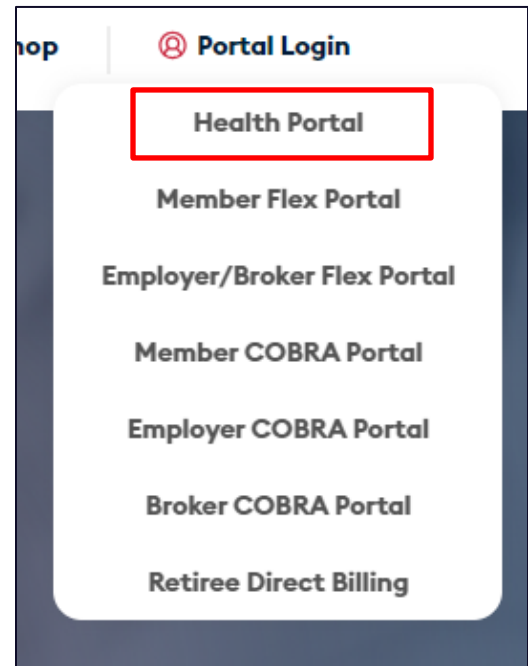 Portal Login
Health Portal
Member Flex Portal
Employer/Broker Flex Portal
Member COBRA Portal
Employer COBRA Portal
Broker COBRA Portal
Retiree Direct Billing